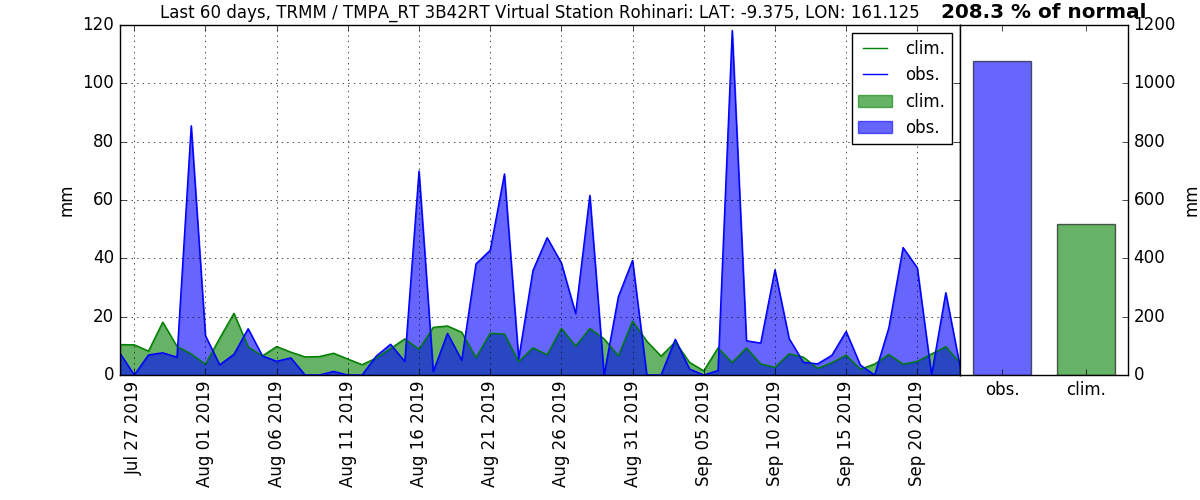 Last 60 days, TRMM / TMPA_RT 3B42RT Virtual Station Rohinari: LAT: -9.375, LON: 161.125
208.3 % of normal
120
100
80
60
40
20
0
mm
clim.
obs.
clim.
obs.
1200
1000
800
600
400
200
0
mm
Jul 27 2019
Aug 01 2019
Aug 06 2019
Aug 11 2019
Aug 16 2019
Aug 21 2019
Aug 26 2019
Aug 31 2019
Sep 05 2019
Sep 10 2019
Sep 15 2019
Sep 20 2019
obs.
clim.